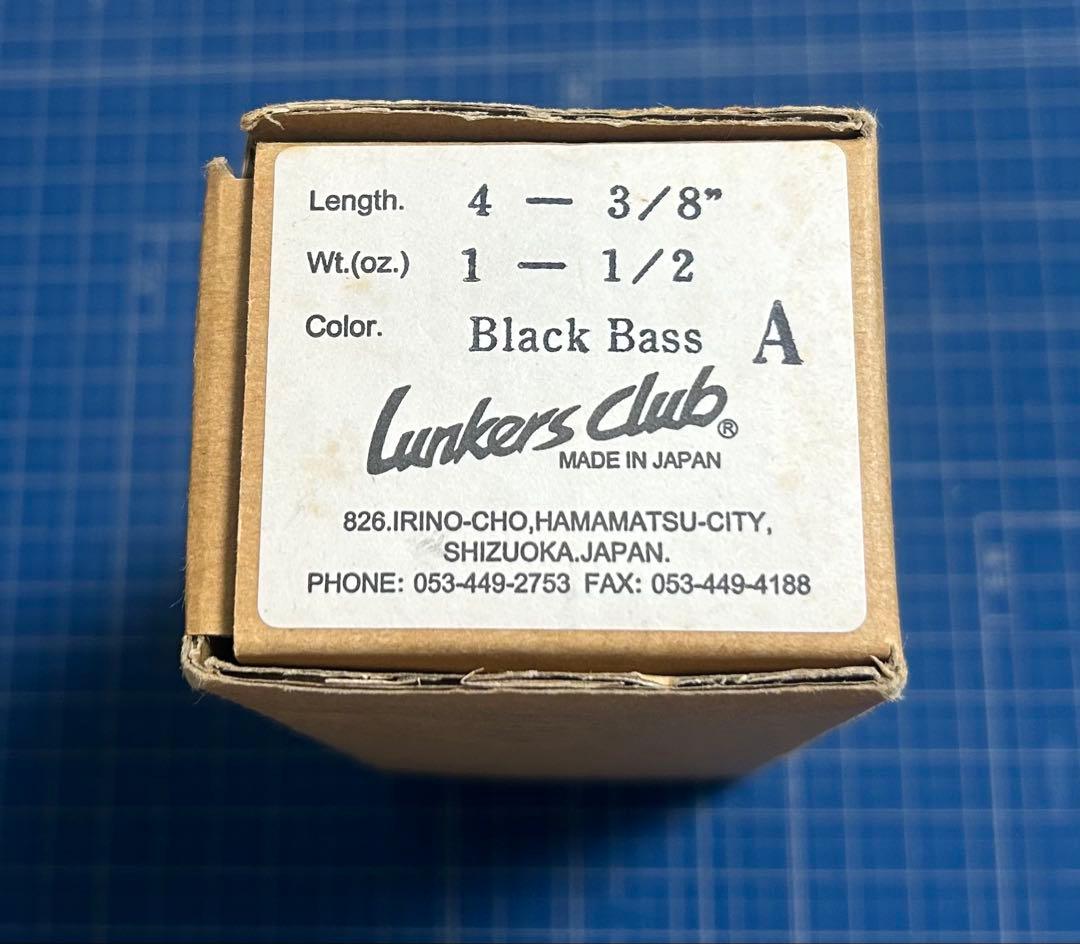 Length. 4 — 3/8”
Wt.(oz.) 1 — 1/2
Color. Black Bass A
Lunkers Club®
MADE IN JAPAN
826.IRINO-CHO,HAMAMATSU-CITY,
SHIZUOKA.JAPAN.
PHONE: 053-449-2753 FAX: 053-449-4188